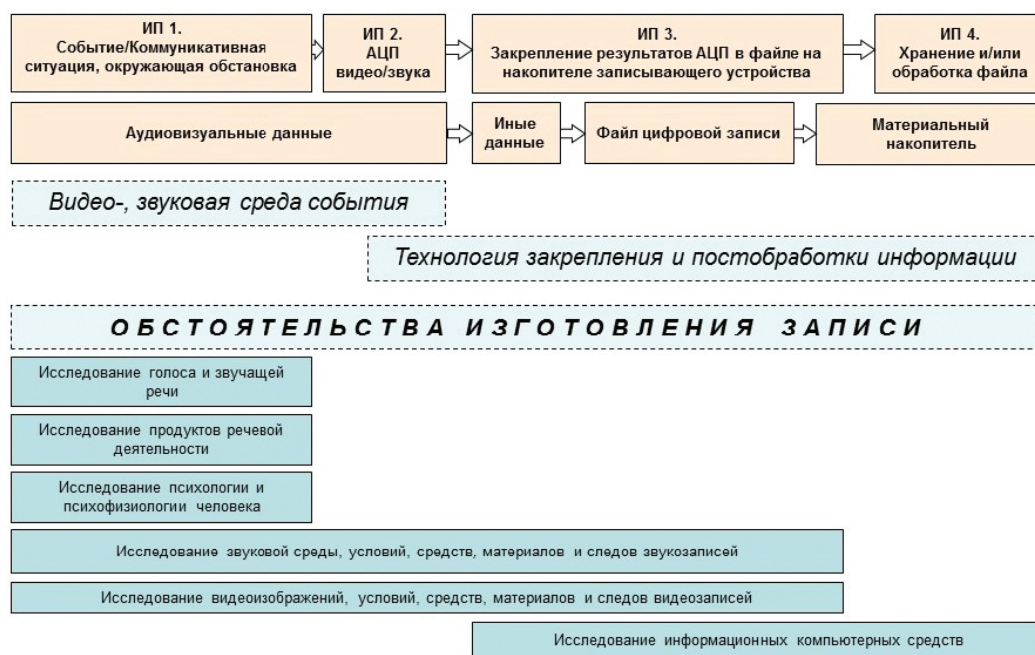 ИП 1.
Событие/Коммуникативная
ситуация, окружающая обстановка
ИП 2.
АЦП
видео/звука
ИП 3.
Закрепление результатов АЦП в файле на
накопителе записывающего устройства
ИП 4.
Хранение и/или
обработка файла
Аудиовизуальные данные
Иные
данные
Файл цифровой записи
Материальный
накопитель
Видео-, звуковая среда события
Технология закрепления и постобработки информации
ОБСТОЯТЕЛЬСТВА ИЗГОТОВЛЕНИЯ ЗАПИСИ
Исследование голоса и звучащей
речи
Исследование продуктов речевой
деятельности
Исследование психологии и
психофизиологии человека
Исследование звуковой среды, условий, средств, материалов и следов звукозаписей
Исследование видеоизображений, условий, средств, материалов и следов видеозаписей
Исследование информационных компьютерных средств